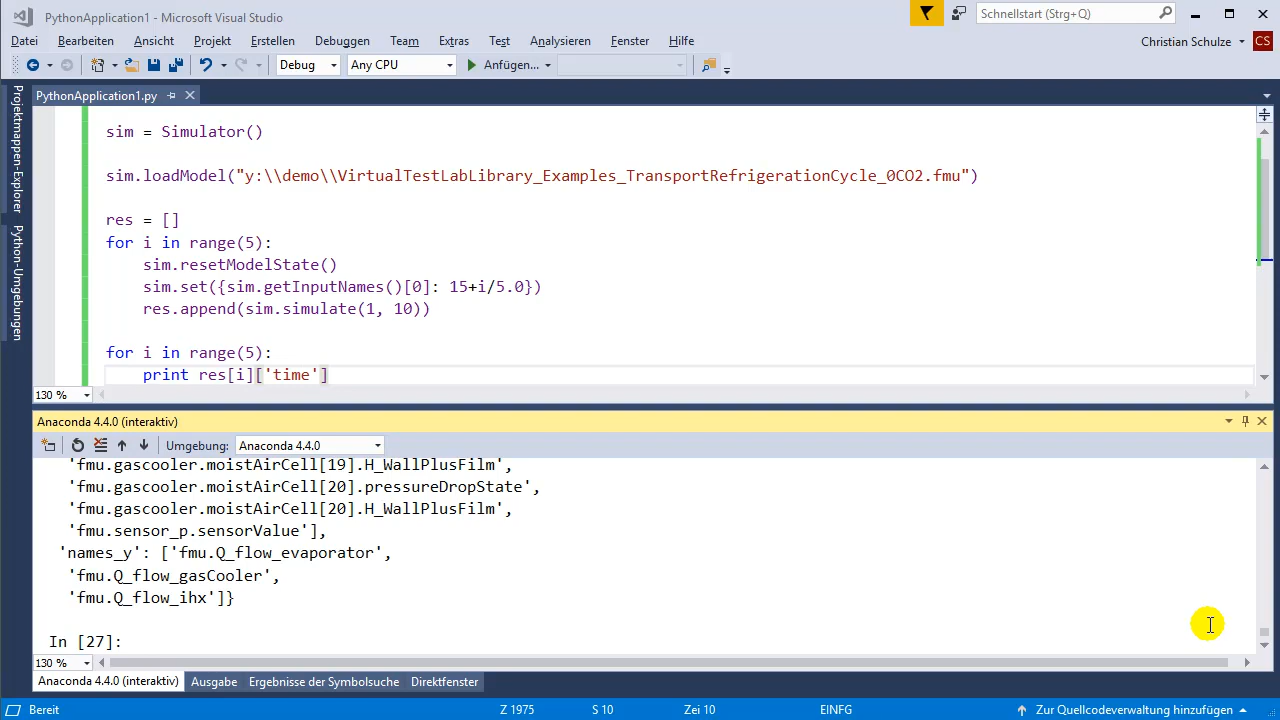 PythonApplication1 - Microsoft Visual Studio
Schnellstart (Strg+Q)
Datei Bearbeiten Ansicht Projekt Erstellen Debuggen Team Extras Test Analysieren Fenster Hilfe
Christian Schulze CS
Debug Any CPU Anfügen...
PythonApplication1.py
Projektmappen-Explorer
Python-Umgebungen
sim = Simulator()
sim.loadModel("y:\\demo\\VirtualTestLabLibrary_Examples_TransportRefrigerationCycle_0CO2.fmu")
res = []
for i in range(5):
sim.resetModelState()
sim.set({sim.getInputNames()[0]: 15+i/5.0})
res.append(sim.simulate(1, 10))
for i in range(5):
print res[i]['time']
130 %
Anaconda 4.4.0 (interaktiv)
Umgebung: Anaconda 4.4.0
'fmu.gascooler.moistAirCell[19].H_WallPlusFilm',
'fmu.gascooler.moistAirCell[20].pressureDropState',
'fmu.gascooler.moistAirCell[20].H_WallPlusFilm',
'fmu.sensor_p.sensorValue'],
'names_y': ['fmu.Q_flow_evaporator',
'fmu.Q_flow_gasCooler',
'fmu.Q_flow_ihx']}
In [27]:
130 %
Anaconda 4.4.0 (interaktiv) Ausgabe Ergebnisse der Symbolsuche Direktfenster
Bereit Z 1975 S 10 Zei 10 EINFG Zur Quellcodeverwaltung hinzufügen